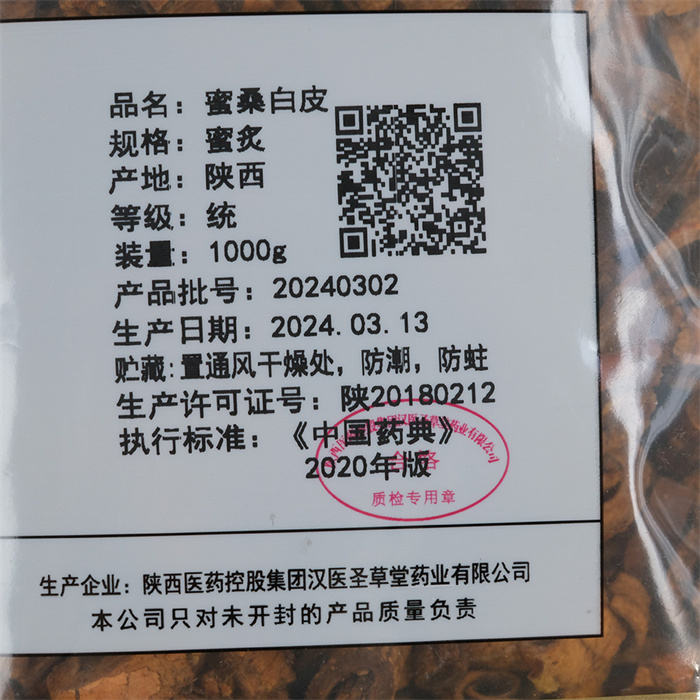 品名：蜜桑白皮
规格：蜜炙
产地：陕西
等级：统
装量：1000g
产品批号：20240302
生产日期：2024.03.13
贮藏:置通风干燥处，防潮，防蛀
生产许可证号：陕20180212
执行标准：《中国药典》
2020年版
合格
质检专用章
生产企业：陕西医药控股集团汉医圣草堂药业有限公司
本公司只对未开封的产品质量负责